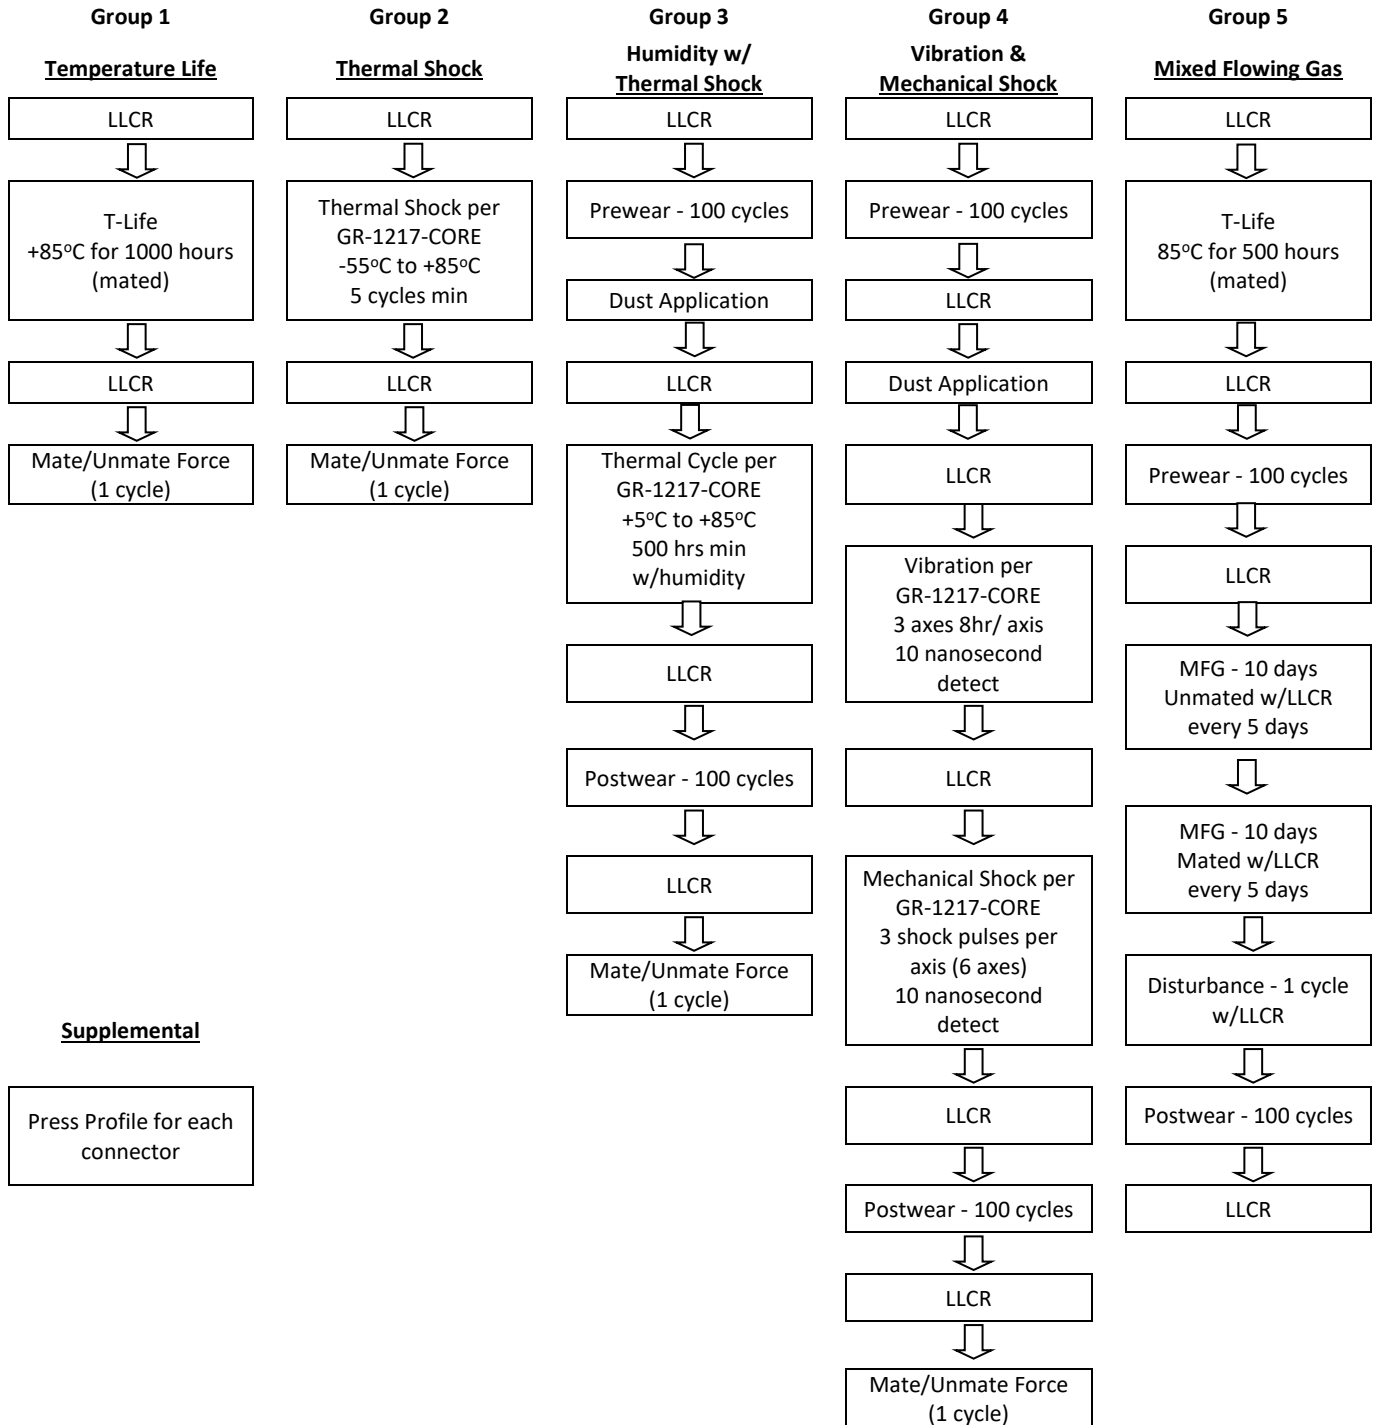 Group 1
Temperature Life
LLCR
T-Life
+85°C for 1000 hours
(mated)
LLCR
Mate/Unmate Force
(1 cycle)
Supplemental
Press Profile for each
connector
Group 2
Thermal Shock
LLCR
Thermal Shock per
GR-1217-CORE
-55°C to +85°C
5 cycles min
LLCR
Mate/Unmate Force
(1 cycle)
Group 3
Humidity w/
Thermal Shock
LLCR
Prewear - 100 cycles
Dust Application
LLCR
Thermal Cycle per
GR-1217-CORE
+5°C to +85°C
500 hrs min
w/humidity
LLCR
Postwear - 100 cycles
LLCR
Mate/Unmate Force
(1 cycle)
Group 4
Vibration &
Mechanical Shock
LLCR
Prewear - 100 cycles
LLCR
Dust Application
LLCR
Vibration per
GR-1217-CORE
3 axes 8hr/ axis
10 nanosecond
detect
LLCR
Mechanical Shock per
GR-1217-CORE
3 shock pulses per
axis (6 axes)
10 nanosecond
detect
LLCR
Postwear - 100 cycles
LLCR
Mate/Unmate Force
(1 cycle)
Group 5
Mixed Flowing Gas
LLCR
T-Life
85°C for 500 hours
(mated)
LLCR
Prewear - 100 cycles
LLCR
MFG - 10 days
Unmated w/LLCR
every 5 days
MFG - 10 days
Mated w/LLCR
every 5 days
Disturbance - 1 cycle
w/LLCR
Postwear - 100 cycles
LLCR